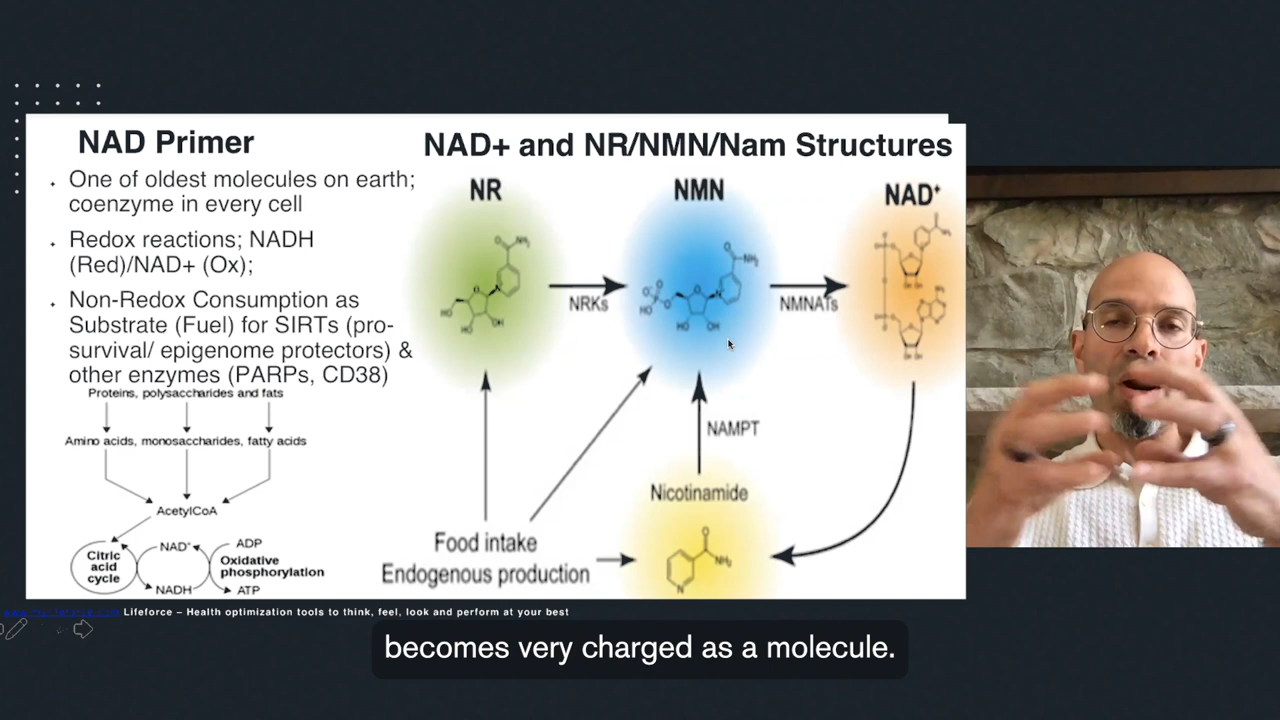 NAD Primer
One of oldest molecules on earth;
coenzyme in every cell
Redox reactions; NADH
(Red)/NAD+ (Ox);
Non-Redox Consumption as
Substrate (Fuel) for SIRTs (pro-
survival/ epigenome protectors) &
other enzymes (PARPs, CD38)
Proteins, polysaccharides and fats
Amino acids, monosaccharides, fatty acids
AcetylCoA
Citric
acid
cycle
NAD+
NADH
ADP
Oxidative
phosphorylation
ATP
NAD+ and NR/NMN/Nam Structures
NR
NMN
NAD+
NRKs
NMNATs
NAMPT
Nicotinamide
Food intake
Endogenous production
Lifeforce – Health optimization tools to think, feel, look and perform at your best
becomes very charged as a molecule.